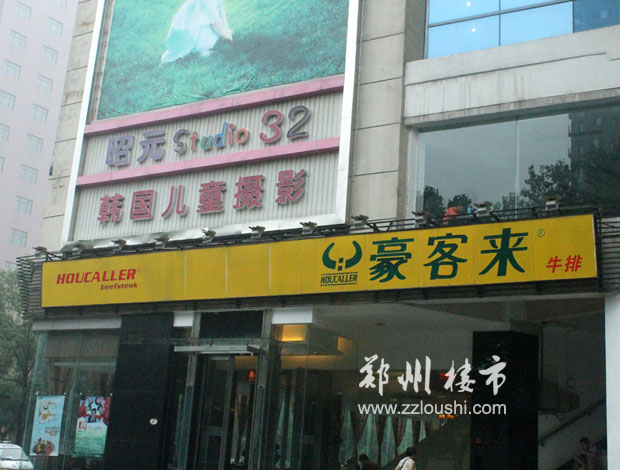 昭元 Studio 32
韩国儿童摄影
HOUCALLER®
beefsteak
HOUCALLER
豪客来®
牛排
郑州楼市
www.zzloushi.com